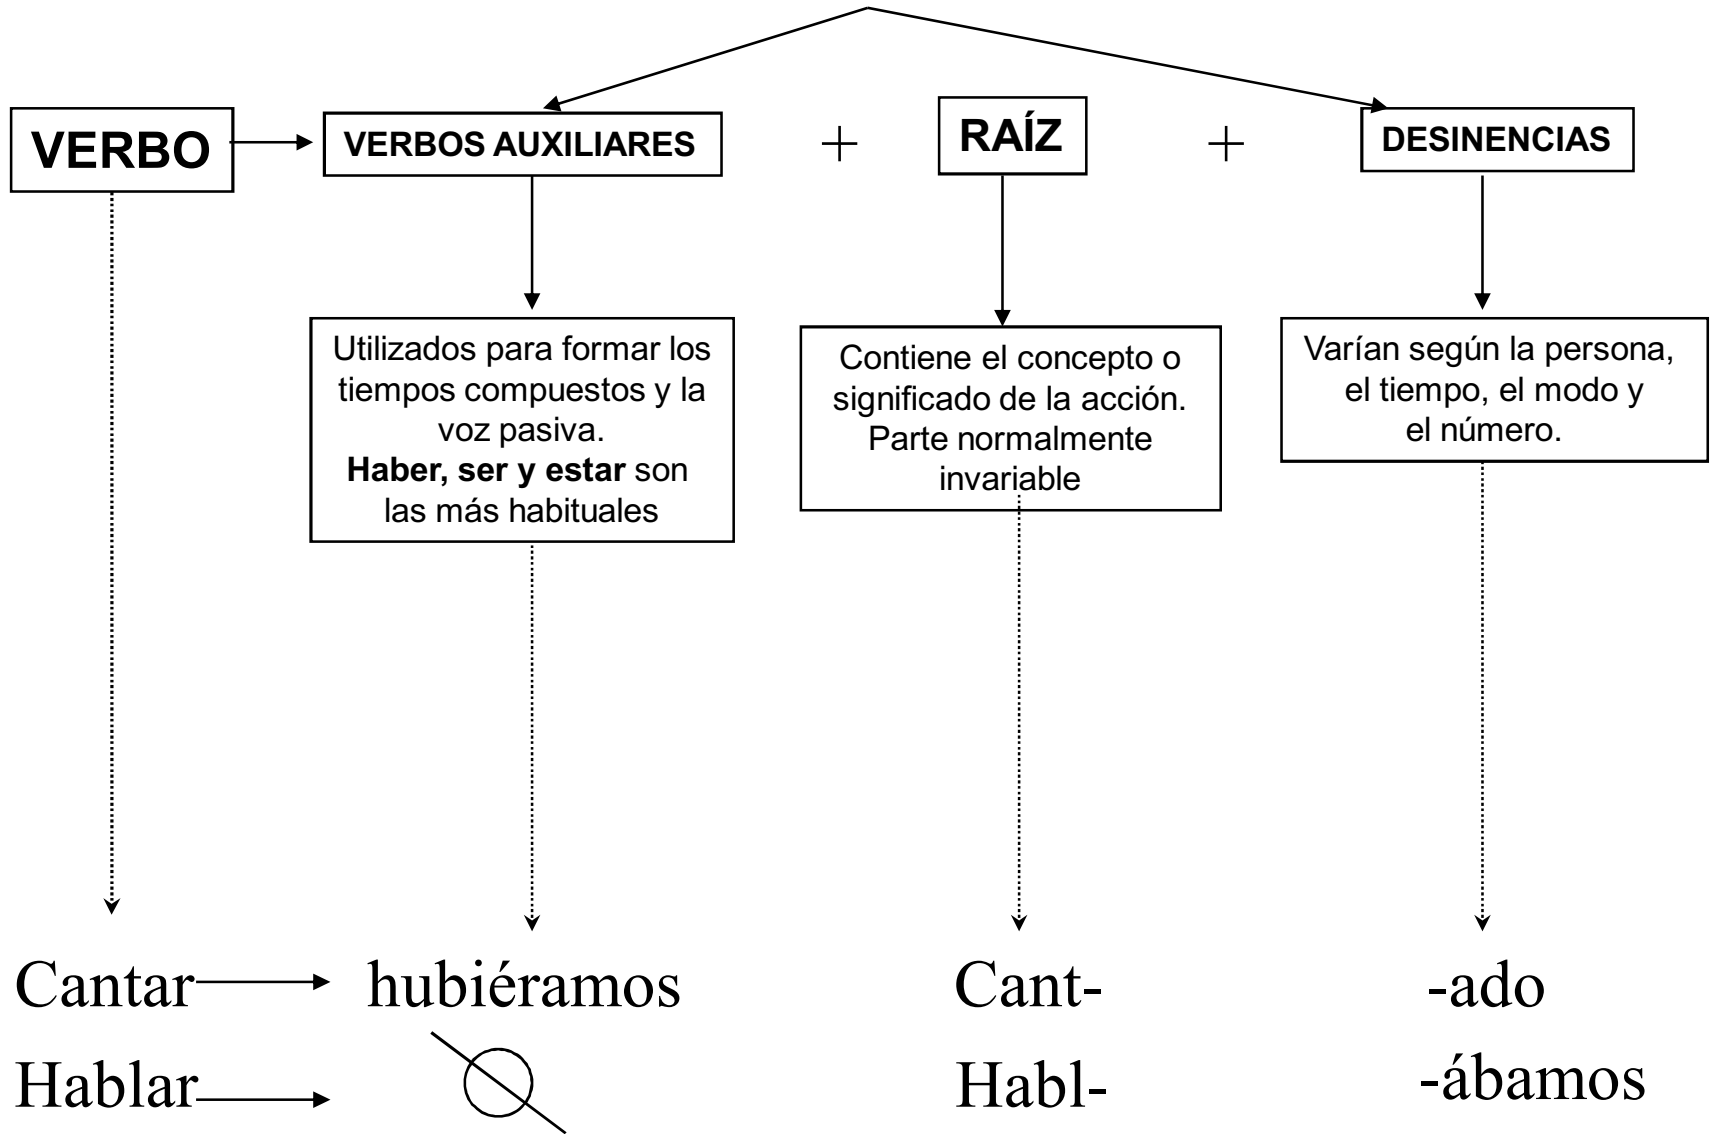 VERBO
VERBOS AUXILIARES
+
RAÍZ
+
DESINENCIAS
Utilizados para formar los
tiempos compuestos y la
voz pasiva.
Haber, ser y estar son
las más habituales
Contiene el concepto o
significado de la acción.
Parte normalmente
invariable
Varían según la persona,
el tiempo, el modo y
el número.
Cantar hubiéramos Cant- -ado
Hablar Habl- -ábamos